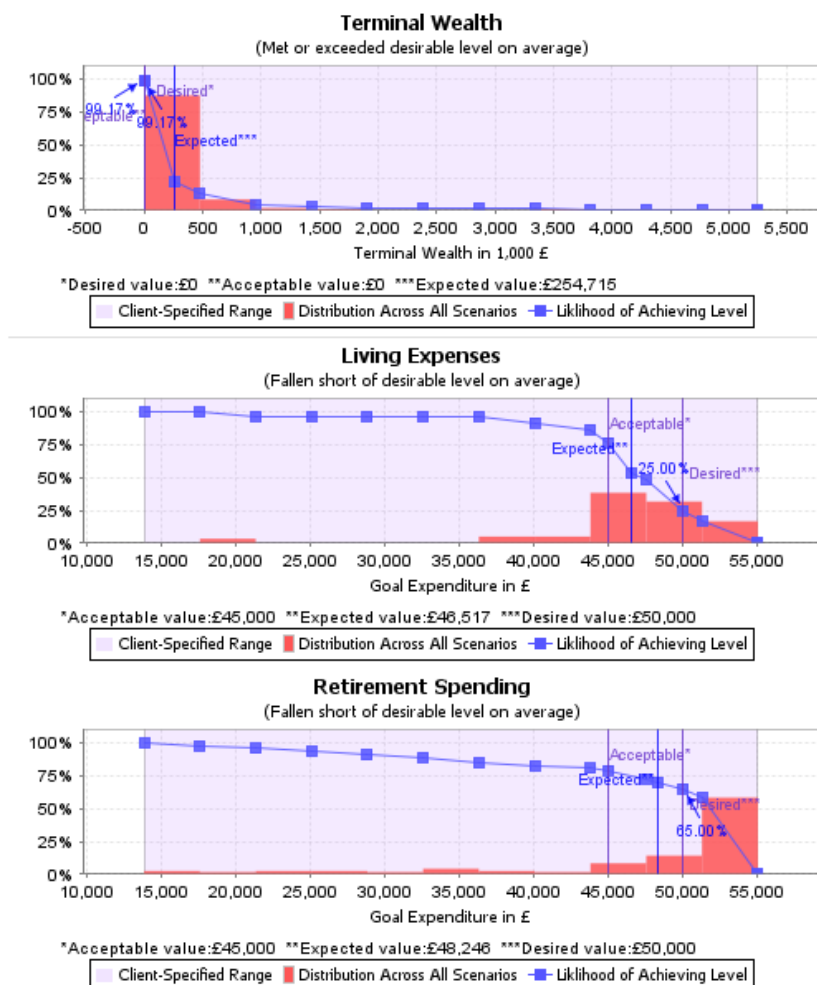 Terminal Wealth
(Met or exceeded desirable level on average)
100%
75%
50%
25%
0%
99.17%
Desired*
eptable**
99.17%
Expected***
-500 0 500 1,000 1,500 2,000 2,500 3,000 3,500 4,000 4,500 5,000 5,500
Terminal Wealth in 1,000 £
*Desired value:£0 **Acceptable value:£0 ***Expected value:£254,715
Client-Specified Range Distribution Across All Scenarios Liklihood of Achieving Level
Living Expenses
(Fallen short of desirable level on average)
100%
75%
50%
25%
0%
Acceptable*
Expected**
25.00%
Desired***
10,000 15,000 20,000 25,000 30,000 35,000 40,000 45,000 50,000 55,000
Goal Expenditure in £
*Acceptable value:£45,000 **Expected value:£46,517 ***Desired value:£50,000
Client-Specified Range Distribution Across All Scenarios Liklihood of Achieving Level
Retirement Spending
(Fallen short of desirable level on average)
100%
75%
50%
25%
0%
Acceptable*
Expected**
Desired***
65.00%
10,000 15,000 20,000 25,000 30,000 35,000 40,000 45,000 50,000 55,000
Goal Expenditure in £
*Acceptable value:£45,000 **Expected value:£48,246 ***Desired value:£50,000
Client-Specified Range Distribution Across All Scenarios Liklihood of Achieving Level